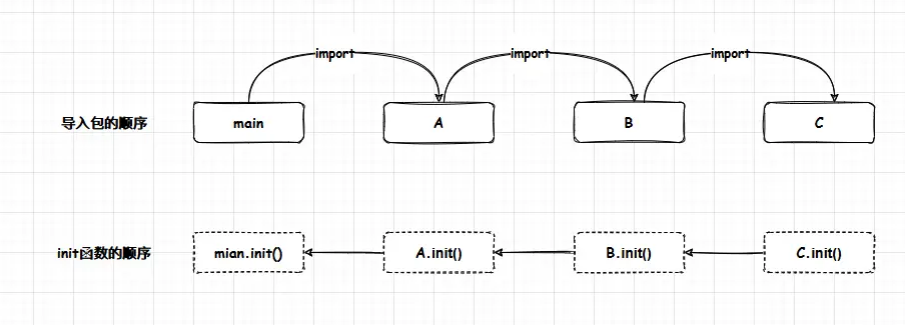 import import import
导入包的顺序 main A B C
init函数的顺序 mian.init() A.init() B.init() C.init()